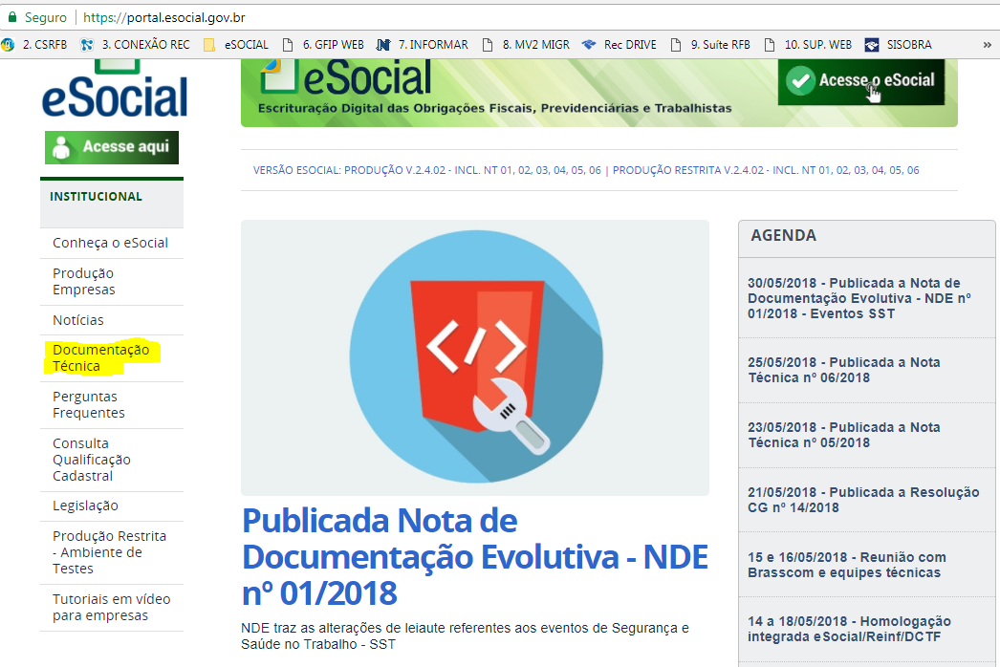 Seguro | https://portal.esocial.gov.br
2. CSRFB 3. CONEXÃO REC eSOCIAL 6. GFIP WEB 7. INFORMAR 8. MV2 MIGR Rec DRIVE 9. Suíte RFB 10. SUP. WEB SISOBRA »
eSocial
Acesse aqui
INSTITUCIONAL
Conheça o eSocial
Produção
Empresas
Notícias
Documentação
Técnica
Perguntas
Frequentes
Consulta
Qualificação
Cadastral
Legislação
Produção Restrita
- Ambiente de
Testes
Tutoriais em vídeo
para empresas
eSocial
Escrituração Digital das Obrigações Fiscais, Previdenciárias e Trabalhistas
Acesse o eSocial
VERSÃO ESOCIAL: PRODUÇÃO V.2.4.02 - INCL. NT 01, 02, 03, 04, 05, 06 | PRODUÇÃO RESTRITA V.2.4.02 - INCL. NT 01, 02, 03, 04, 05, 06
</>
Publicada Nota de
Documentação Evolutiva - NDE
nº 01/2018
NDE traz as alterações de leiaute referentes aos eventos de Segurança e
Saúde no Trabalho - SST
AGENDA
30/05/2018 - Publicada a Nota de
Documentação Evolutiva - NDE nº
01/2018 - Eventos SST
25/05/2018 - Publicada a Nota
Técnica nº 06/2018
23/05/2018 - Publicada a Nota
Técnica nº 05/2018
21/05/2018 - Publicada a Resolução
CG nº 14/2018
15 e 16/05/2018 - Reunião com
Brasscom e equipes técnicas
14 a 18/05/2018 - Homologação
integrada eSocial/Reinf/DCTF